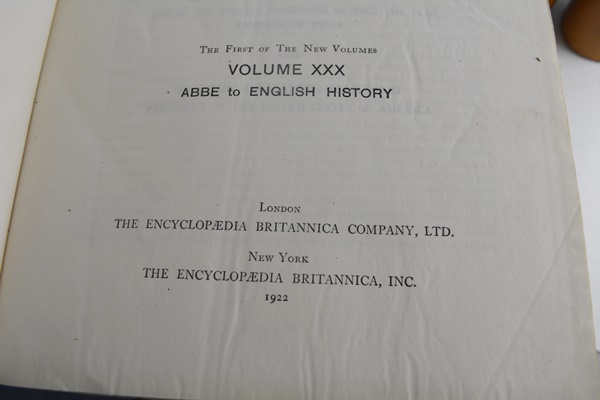 The First of The New Volumes
VOLUME XXX
ABBE to ENGLISH HISTORY
London
THE ENCYCLOPÆDIA BRITANNICA COMPANY, LTD.
New York
THE ENCYCLOPÆDIA BRITANNICA, INC.
1922